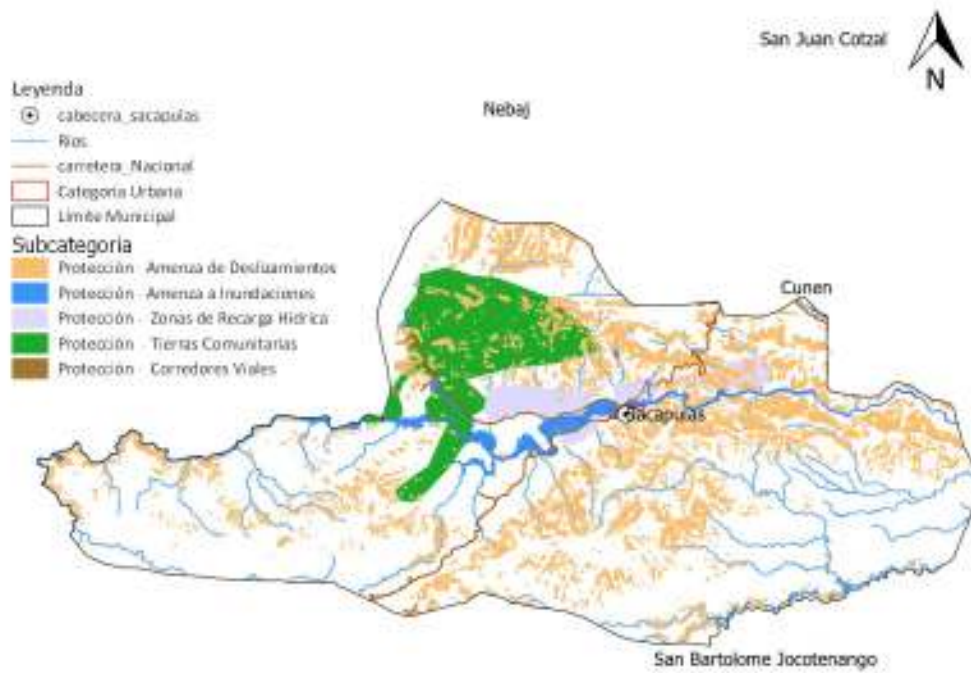 San Juan Cotzal
N
Nebaj
Leyenda
cabecera_sacapulas
Rios
carretera_Nacional
Categoria Urbana
Límite Municipal
Subcategoria
Protección - Amenza de Deslizamientos
Protección - Amenza a Inundaciones
Protección - Zonas de Recarga Hidrica
Protección - Tierras Comunitarias
Protección - Corredores Viales
Cunen
Sacapulas
San Bartolome Jocotenango